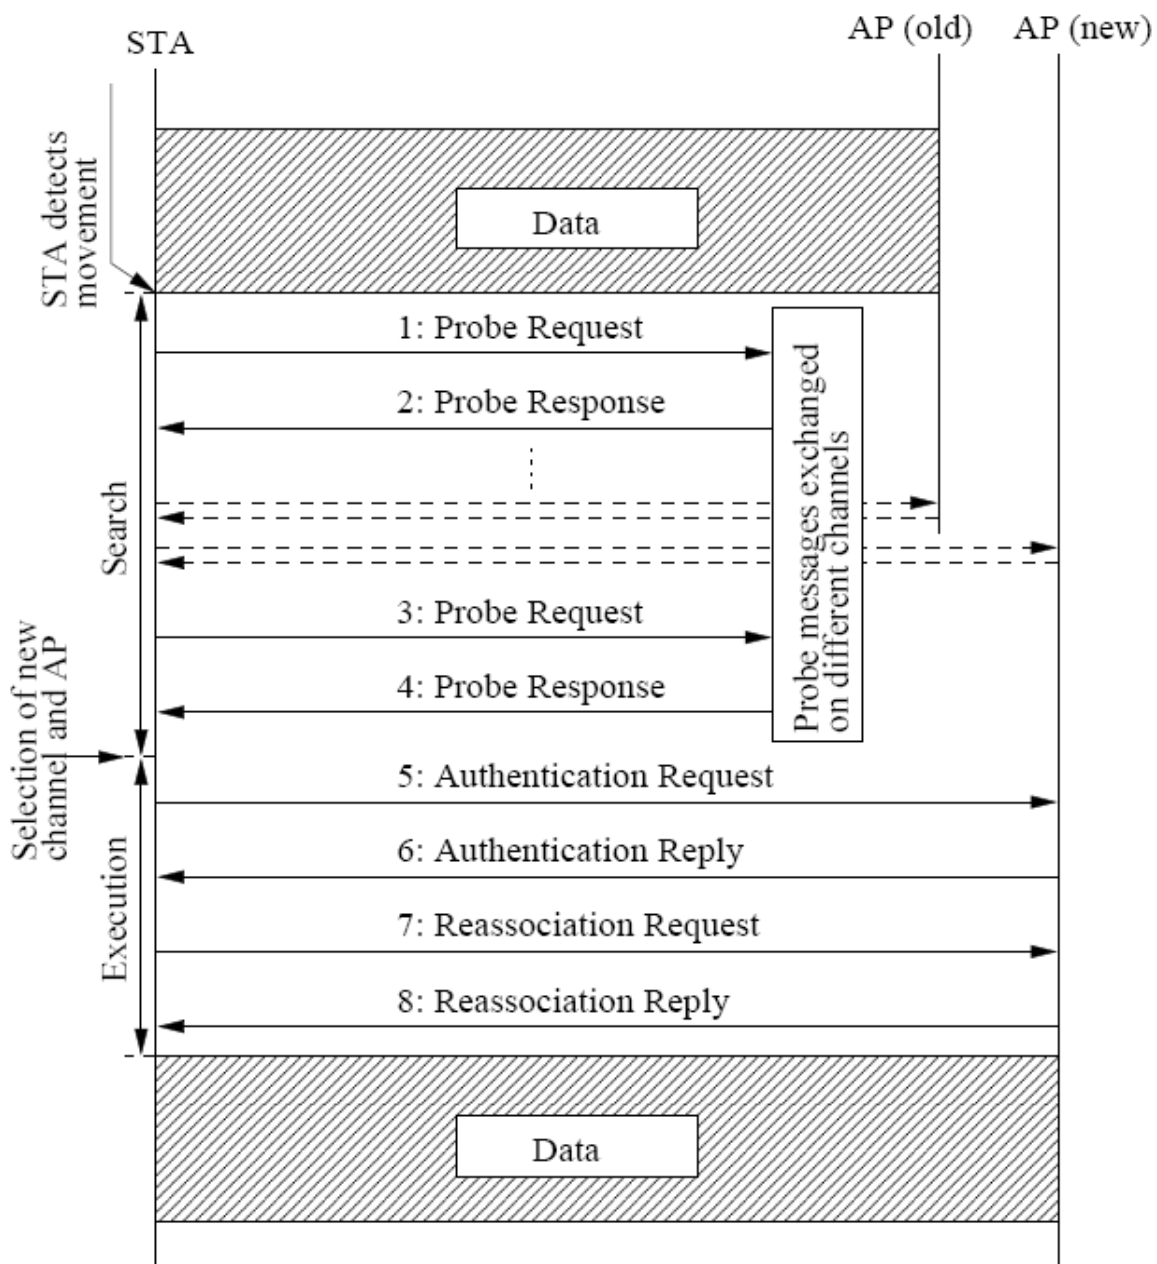 STA
AP (old)
AP (new)
Data
STA detects
movement
1: Probe Request
2: Probe Response
Probe messages exchanged
on different channels
Search
3: Probe Request
4: Probe Response
Selection of new
channel and AP
5: Authentication Request
6: Authentication Reply
Execution
7: Reassociation Request
8: Reassociation Reply
Data